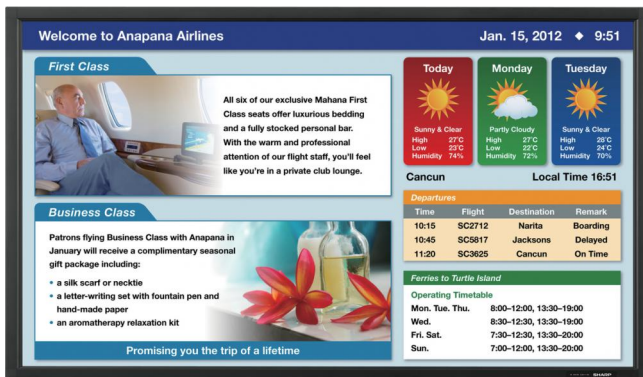 Welcome to Anapana Airlines
Jan. 15, 2012 ◆ 9:51
First Class
All six of our exclusive Mahana First
Class seats offer luxurious bedding
and a fully stocked personal bar.
With the warm and professional
attention of our flight staff, you'll feel
like you're in a private club lounge.
Business Class
Patrons flying Business Class with Anapana in
January will receive a complimentary seasonal
gift package including:
• a silk scarf or necktie
• a letter-writing set with fountain pen and
hand-made paper
• an aromatherapy relaxation kit
Promising you the trip of a lifetime
Today Monday Tuesday
Sunny & Clear Partly Cloudy Sunny & Clear
High 27°C High 27°C High 28°C
Low 23°C Low 22°C Low 24°C
Humidity 74% Humidity 72% Humidity 70%
Cancun Local Time 16:51
Departures
Time Flight Destination Remark
10:15 SC2712 Narita Boarding
10:45 SC5817 Jacksons Delayed
11:20 SC3625 Cancun On Time
Ferries to Turtle Island
Operating Timetable
Mon. Tue. Thu. 8:00–12:00, 13:30–19:00
Wed. 8:30–12:30, 13:30–19:00
Fri. Sat. 7:30–12:30, 13:30–20:00
Sun. 7:00–12:00, 13:30–20:00
SHARP